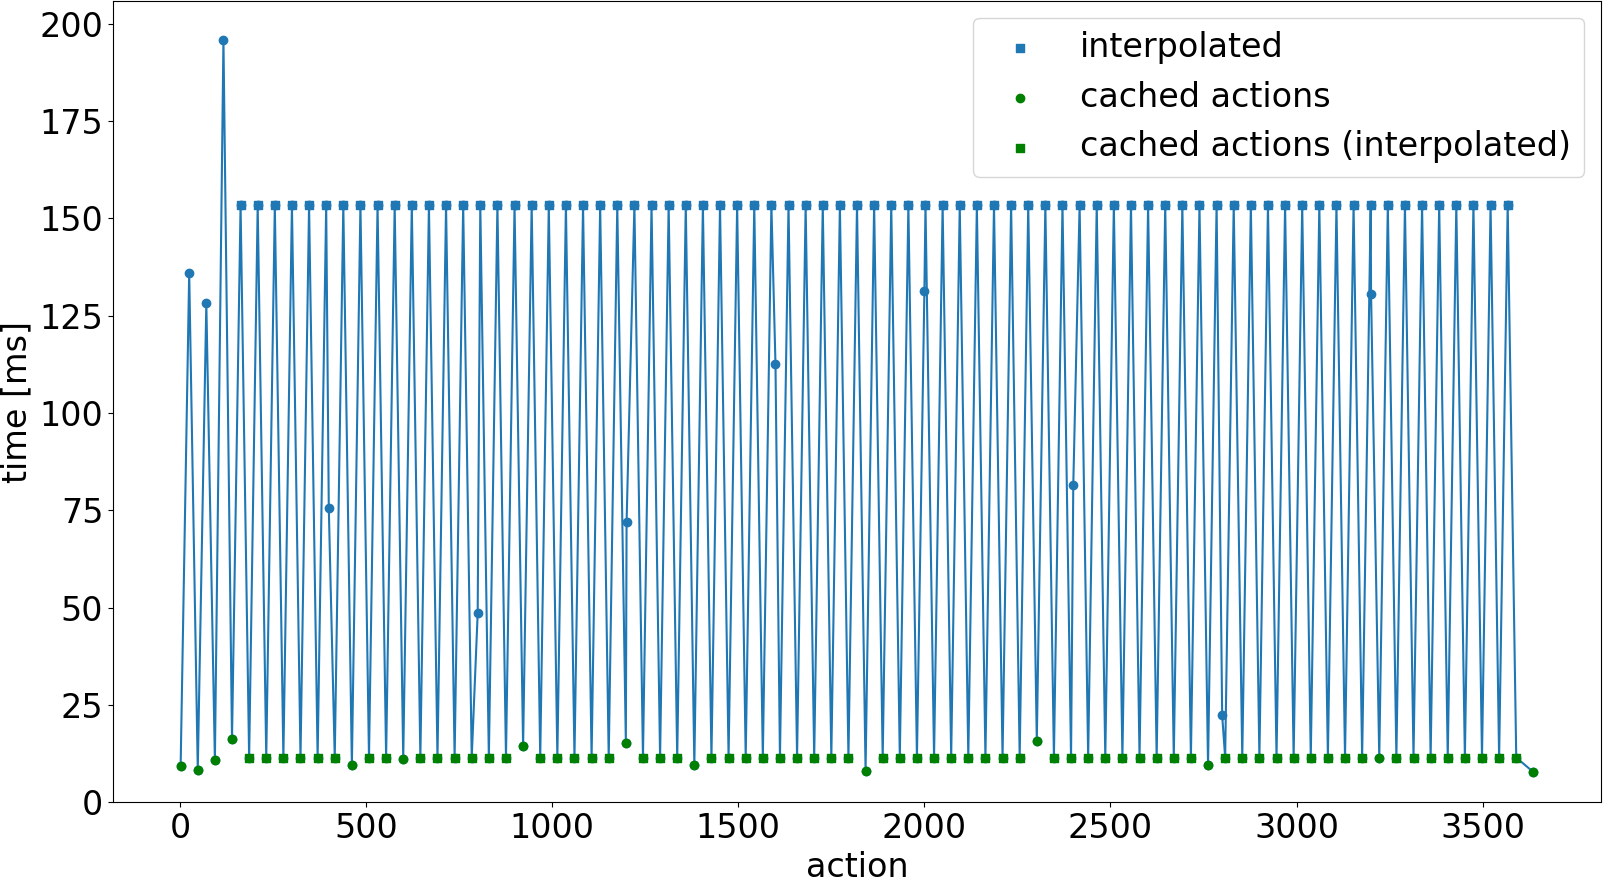 200
175
150
125
100
75
50
25
0
time [ms]
interpolated
cached actions
cached actions (interpolated)
0 500 1000 1500 2000 2500 3000 3500
action